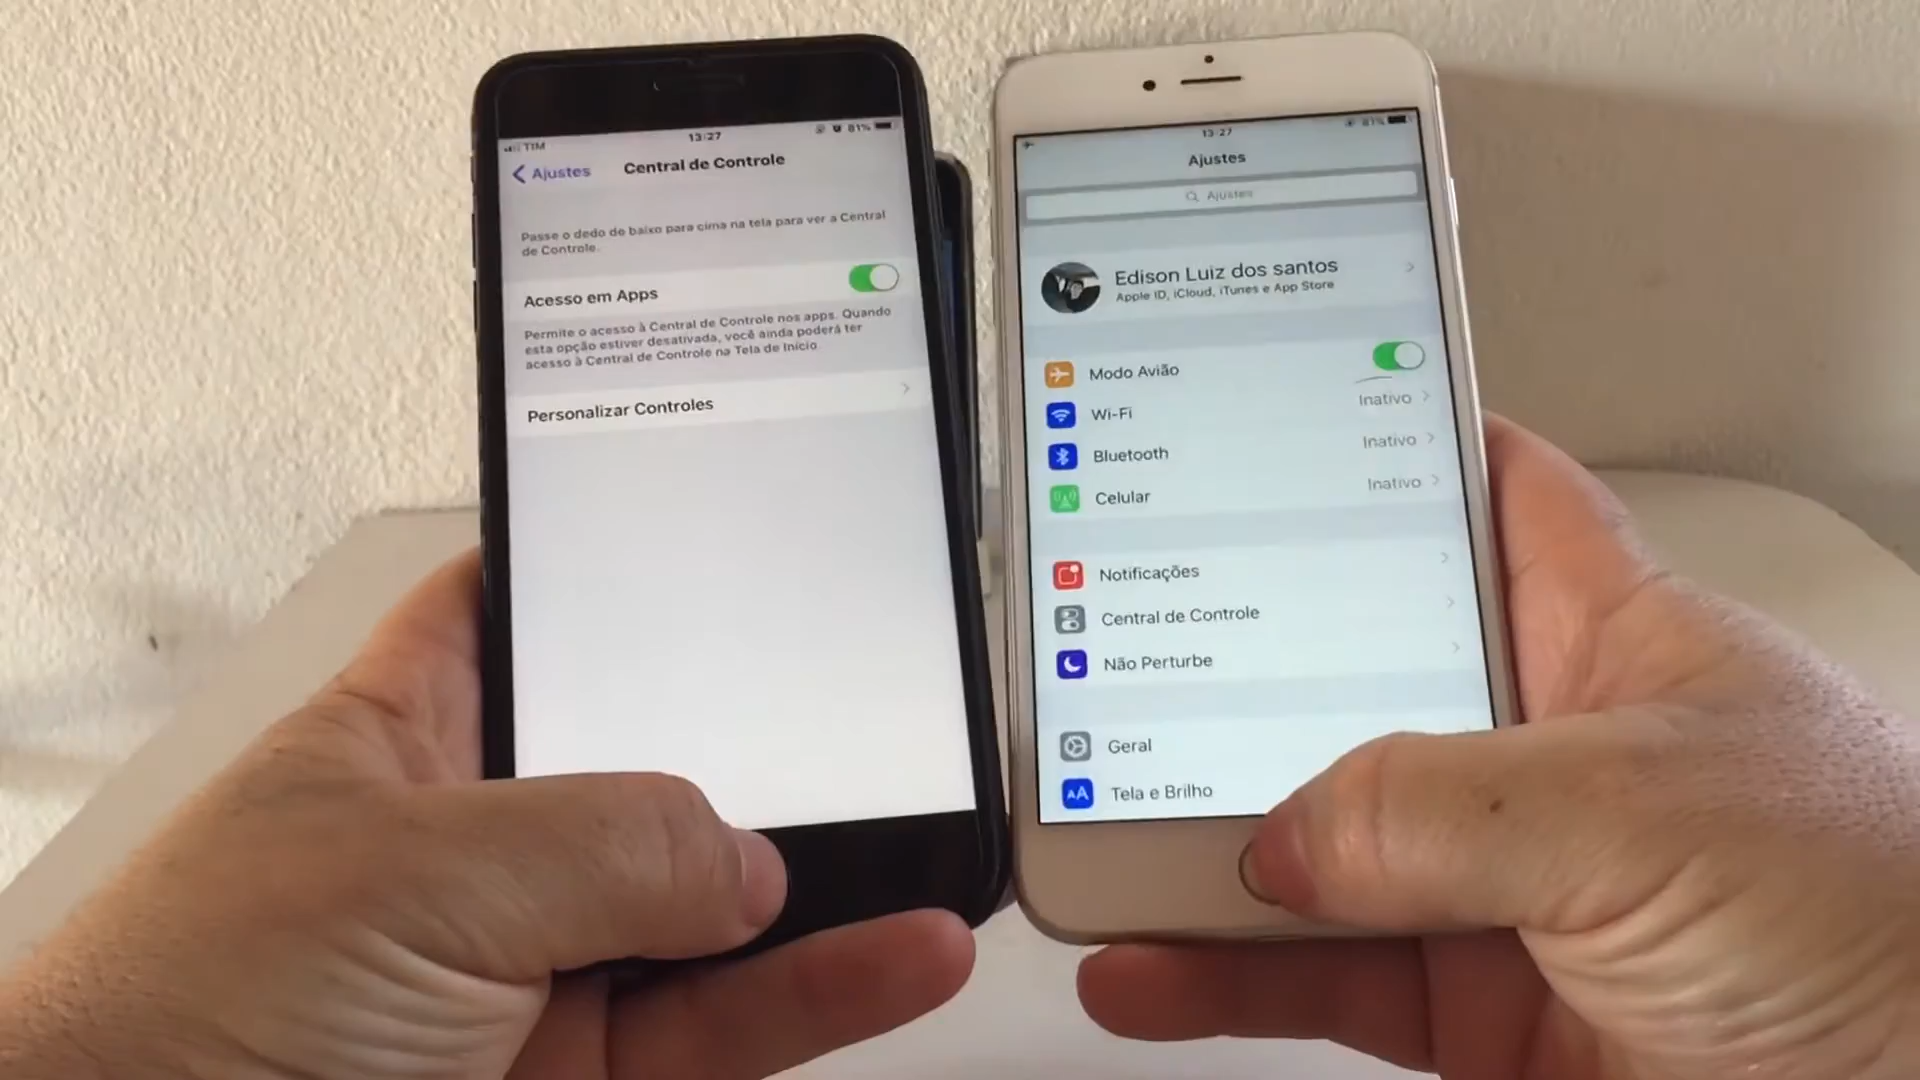 TIM
13:27
81%
Ajustes
Central de Controle
Passe o dedo de baixo para cima na tela para ver a Central
de Controle.
Acesso em Apps
Permite o acesso à Central de Controle nos apps. Quando
esta opção estiver desativada, você ainda poderá ter
acesso à Central de Controle na Tela de Início.
Personalizar Controles
13:27
81%
Ajustes
Ajustes
Edison Luiz dos santos
Apple ID, iCloud, iTunes e App Store
Modo Avião
Wi-Fi
Inativo
Bluetooth
Inativo
Celular
Inativo
Notificações
Central de Controle
Não Perturbe
Geral
AA
Tela e Brilho